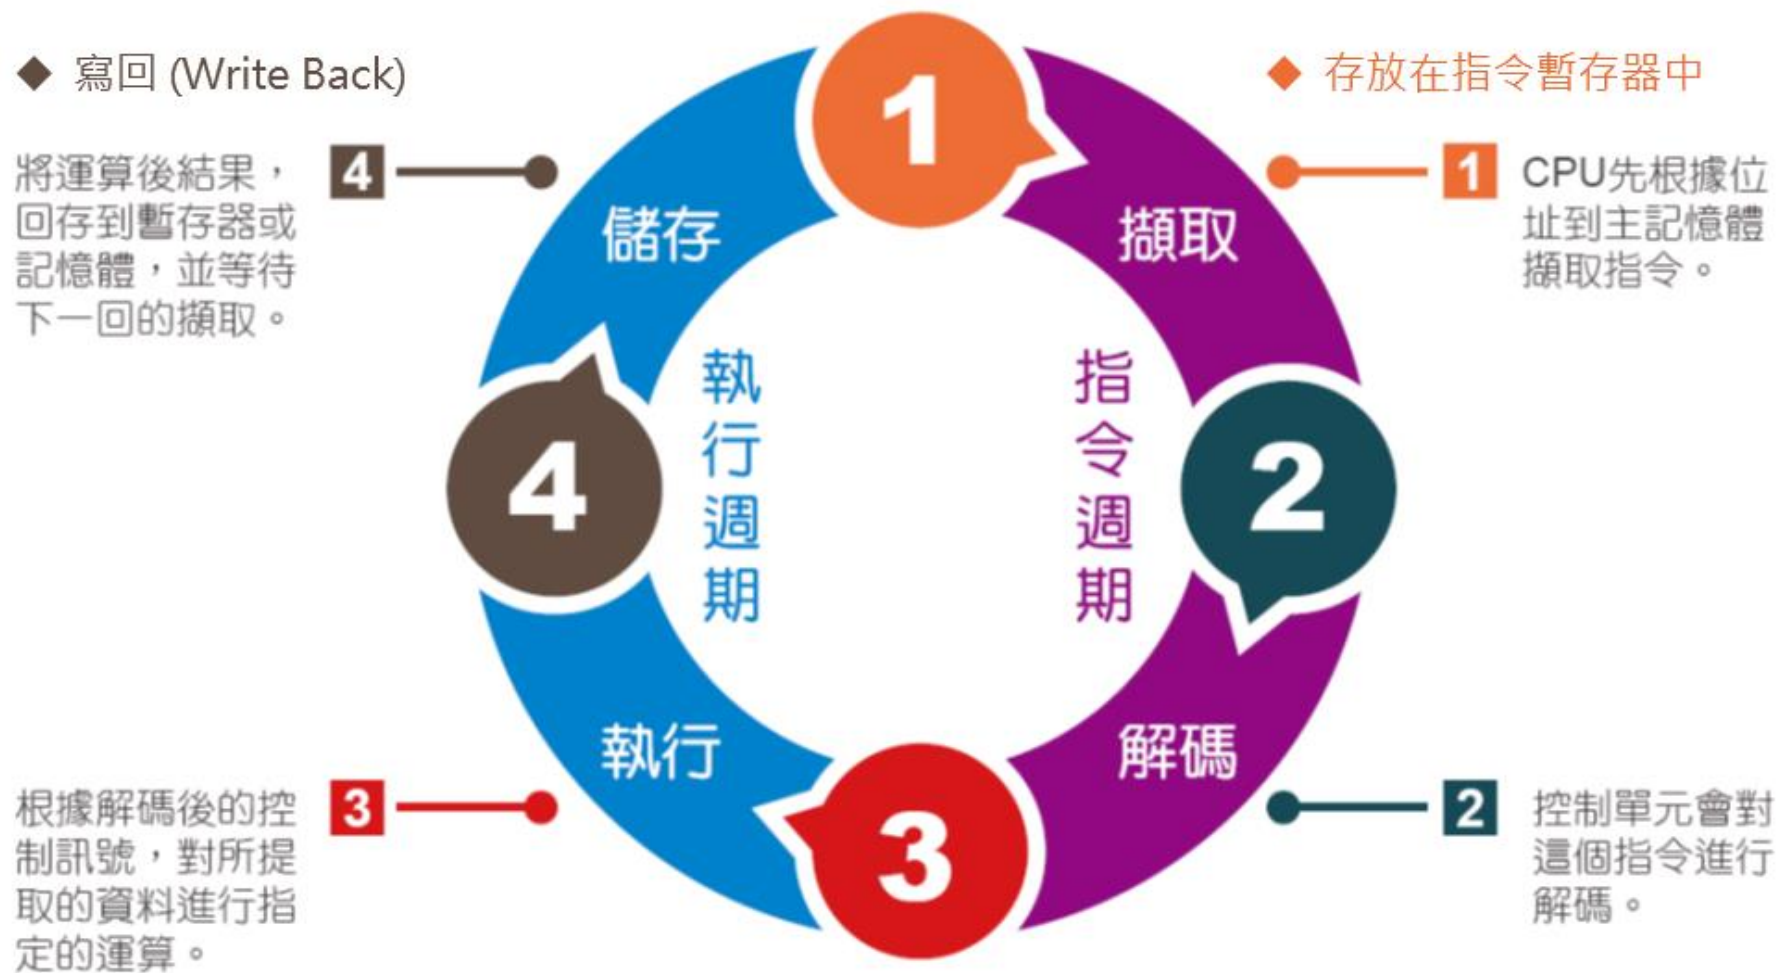 ◆ 寫回 (Write Back)
4
將運算後結果，
回存到暫存器或
記憶體，並等待
下一回的擷取。
◆ 存放在指令暫存器中
1
CPU先根據位
址到主記憶體
擷取指令。
1
儲存
擷取
執行週期
指令週期
4
2
執行
解碼
3
3
根據解碼後的控
制訊號，對所提
取的資料進行指
定的運算。
2
控制單元會對
這個指令進行
解碼。